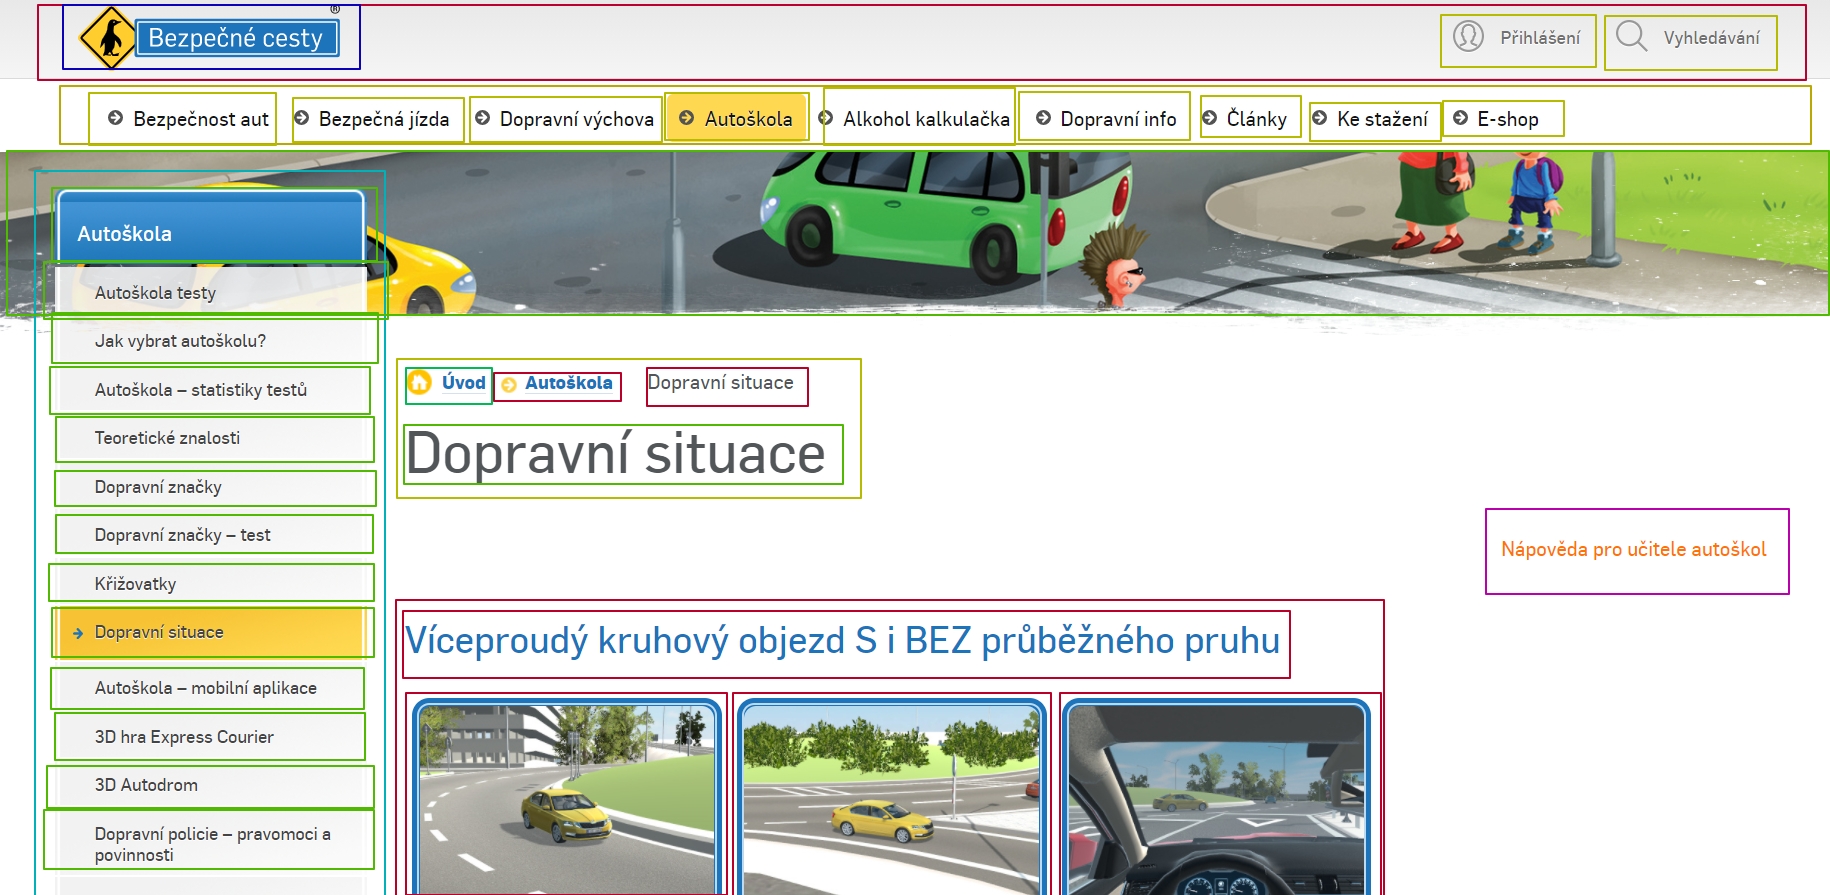 Bezpečné cesty ®
Přihlášení
Vyhledávání
Bezpečnost aut
Bezpečná jízda
Dopravní výchova
Autoškola
Alkohol kalkulačka
Dopravní info
Články
Ke stažení
E-shop
Autoškola
Autoškola testy
Jak vybrat autoškolu?
Autoškola – statistiky testů
Teoretické znalosti
Dopravní značky
Dopravní značky – test
Křižovatky
Dopravní situace
Autoškola – mobilní aplikace
3D hra Express Courier
3D Autodrom
Dopravní policie – pravomoci a
povinnosti
Úvod
Autoškola
Dopravní situace
Dopravní situace
Nápověda pro učitele autoškol
Víceproudý kruhový objezd S i BEZ průběžného pruhu